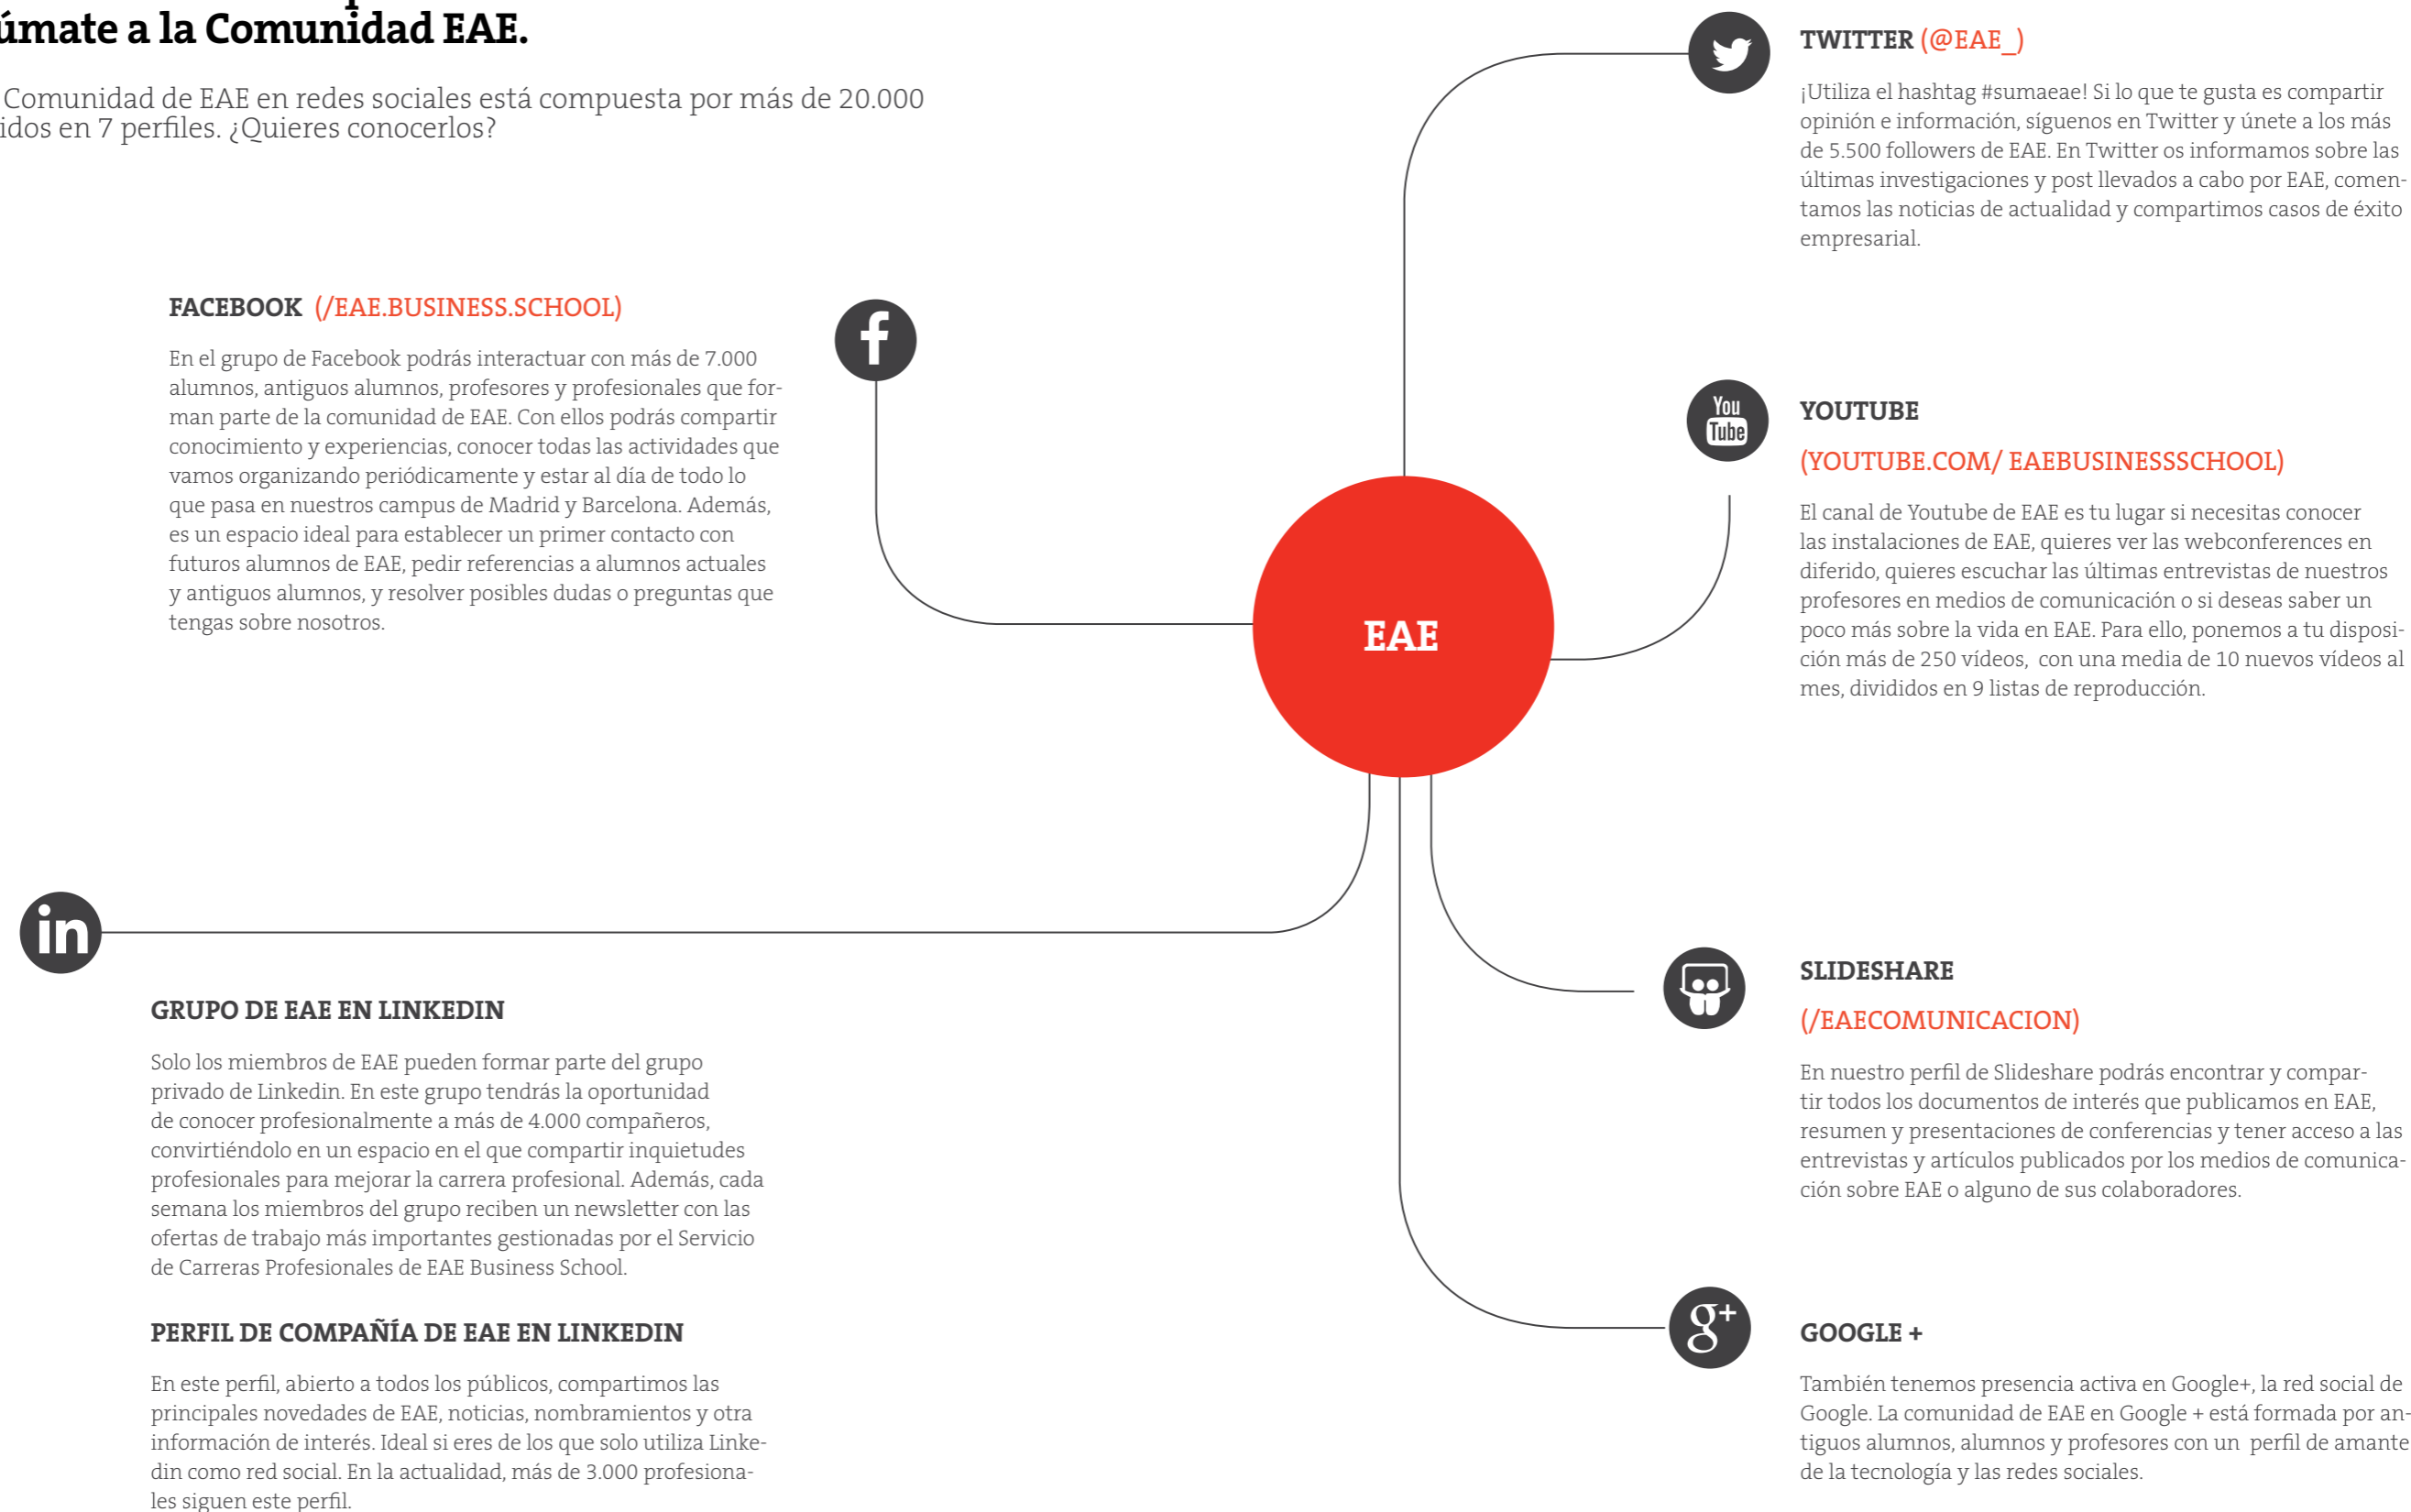 úmate a la Comunidad EAE.
Comunidad de EAE en redes sociales está compuesta por más de 20.000
idos en 7 perfiles. ¿Quieres conocerlos?
FACEBOOK (/EAE.BUSINESS.SCHOOL)
En el grupo de Facebook podrás interactuar con más de 7.000
alumnos, antiguos alumnos, profesores y profesionales que for-
man parte de la comunidad de EAE. Con ellos podrás compartir
conocimiento y experiencias, conocer todas las actividades que
vamos organizando periódicamente y estar al día de todo lo
que pasa en nuestros campus de Madrid y Barcelona. Además,
es un espacio ideal para establecer un primer contacto con
futuros alumnos de EAE, pedir referencias a alumnos actuales
y antiguos alumnos, y resolver posibles dudas o preguntas que
tengas sobre nosotros.
f
in
GRUPO DE EAE EN LINKEDIN
Solo los miembros de EAE pueden formar parte del grupo
privado de Linkedin. En este grupo tendrás la oportunidad
de conocer profesionalmente a más de 4.000 compañeros,
convirtiéndolo en un espacio en el que compartir inquietudes
profesionales para mejorar la carrera profesional. Además, cada
semana los miembros del grupo reciben un newsletter con las
ofertas de trabajo más importantes gestionadas por el Servicio
de Carreras Profesionales de EAE Business School.
PERFIL DE COMPAÑÍA DE EAE EN LINKEDIN
En este perfil, abierto a todos los públicos, compartimos las
principales novedades de EAE, noticias, nombramientos y otra
información de interés. Ideal si eres de los que solo utiliza Linke-
din como red social. En la actualidad, más de 3.000 profesiona-
les siguen este perfil.
EAE
TWITTER (@EAE_)
¡Utiliza el hashtag #sumaeae! Si lo que te gusta es compartir
opinión e información, síguenos en Twitter y únete a los más
de 5.500 followers de EAE. En Twitter os informamos sobre las
últimas investigaciones y post llevados a cabo por EAE, comen-
tamos las noticias de actualidad y compartimos casos de éxito
empresarial.
You
Tube
YOUTUBE
(YOUTUBE.COM/ EAEBUSINESSSCHOOL)
El canal de Youtube de EAE es tu lugar si necesitas conocer
las instalaciones de EAE, quieres ver las webconferences en
diferido, quieres escuchar las últimas entrevistas de nuestros
profesores en medios de comunicación o si deseas saber un
poco más sobre la vida en EAE. Para ello, ponemos a tu disposi-
ción más de 250 vídeos, con una media de 10 nuevos vídeos al
mes, divididos en 9 listas de reproducción.
SLIDESHARE
(/EAECOMUNICACION)
En nuestro perfil de Slideshare podrás encontrar y compar-
tir todos los documentos de interés que publicamos en EAE,
resumen y presentaciones de conferencias y tener acceso a las
entrevistas y artículos publicados por los medios de comunica-
ción sobre EAE o alguno de sus colaboradores.
g+
GOOGLE +
También tenemos presencia activa en Google+, la red social de
Google. La comunidad de EAE en Google + está formada por an-
tiguos alumnos, alumnos y profesores con un perfil de amante
de la tecnología y las redes sociales.